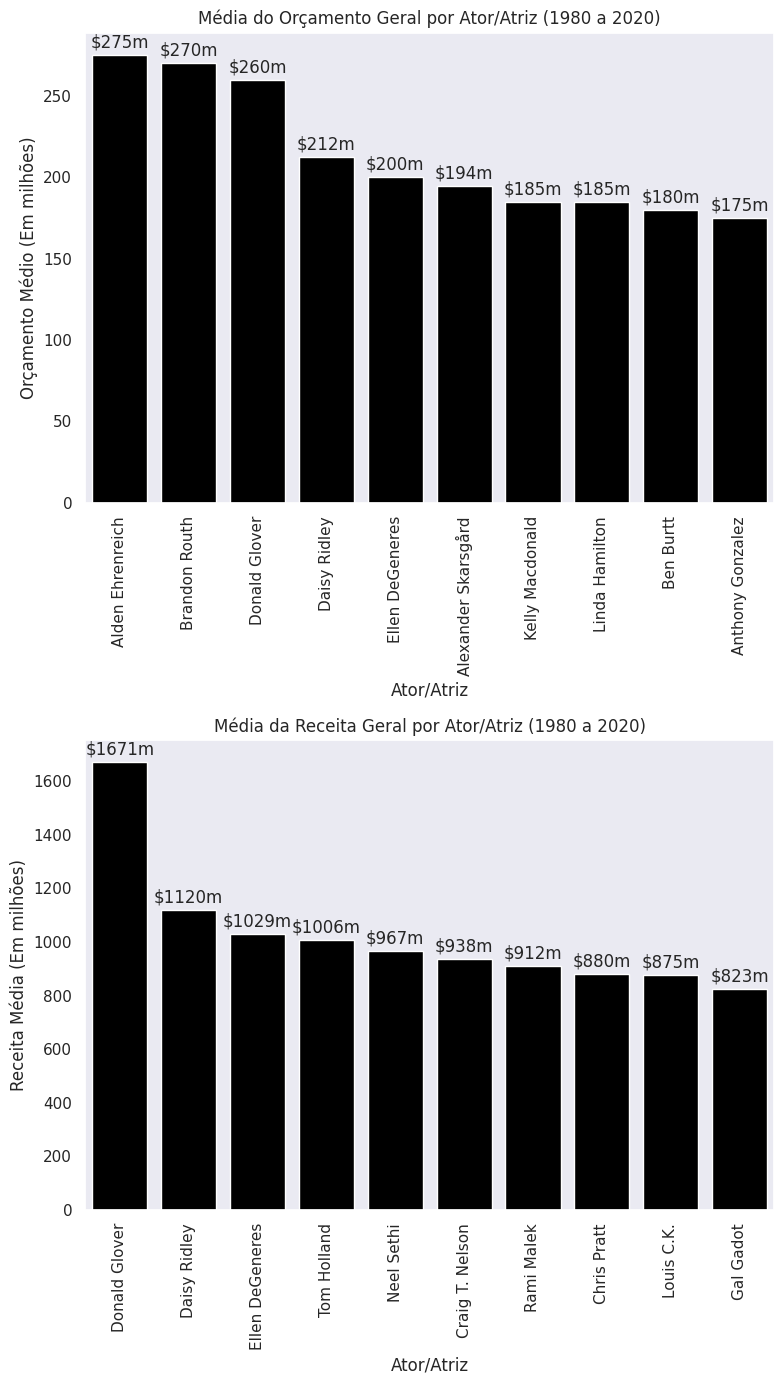 Média do Orçamento Geral por Ator/Atriz (1980 a 2020)
$275m
$270m
$260m
$212m
$200m
$194m
$185m
$185m
$180m
$175m
Orçamento Médio (Em milhões)
250
200
150
100
50
0
Alden Ehrenreich
Brandon Routh
Donald Glover
Daisy Ridley
Ellen DeGeneres
Alexander Skarsgård
Kelly Macdonald
Linda Hamilton
Ben Burtt
Anthony Gonzalez
Ator/Atriz
Média da Receita Geral por Ator/Atriz (1980 a 2020)
$1671m
$1120m
$1029m
$1006m
$967m
$938m
$912m
$880m
$875m
$823m
Receita Média (Em milhões)
1600
1400
1200
1000
800
600
400
200
0
Donald Glover
Daisy Ridley
Ellen DeGeneres
Tom Holland
Neel Sethi
Craig T. Nelson
Rami Malek
Chris Pratt
Louis C.K.
Gal Gadot
Ator/Atriz